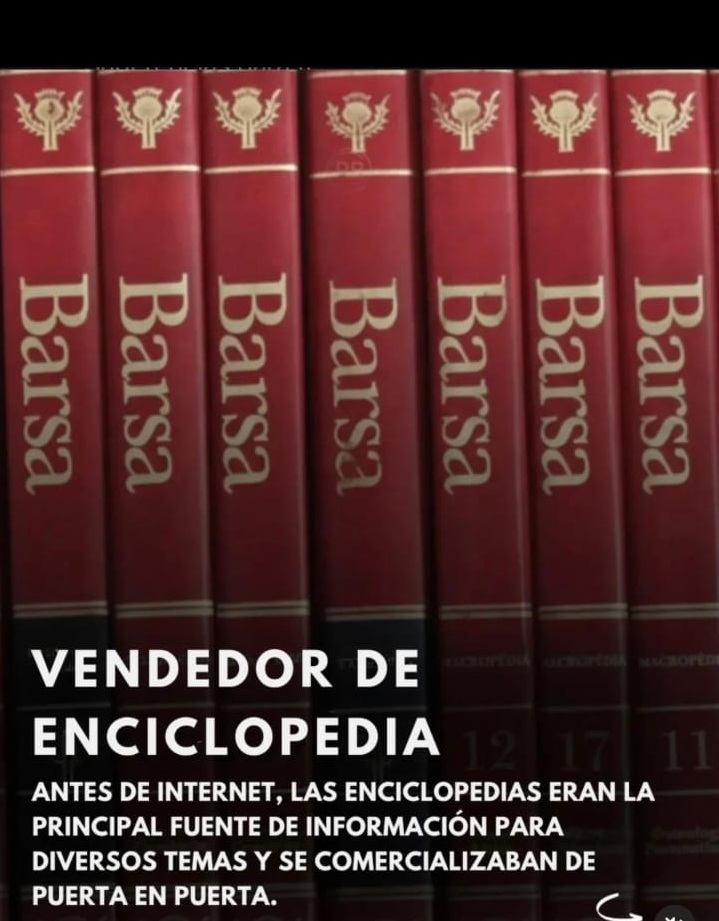 Barsa
Barsa
Barsa
Barsa
Barsa
Barsa
Barsa
MACROPÉDIA
12
17
11
VENDEDOR DE
ENCICLOPEDIA
ANTES DE INTERNET, LAS ENCICLOPEDIAS ERAN LA
PRINCIPAL FUENTE DE INFORMACIÓN PARA
DIVERSOS TEMAS Y SE COMERCIALIZABAN DE
PUERTA EN PUERTA.